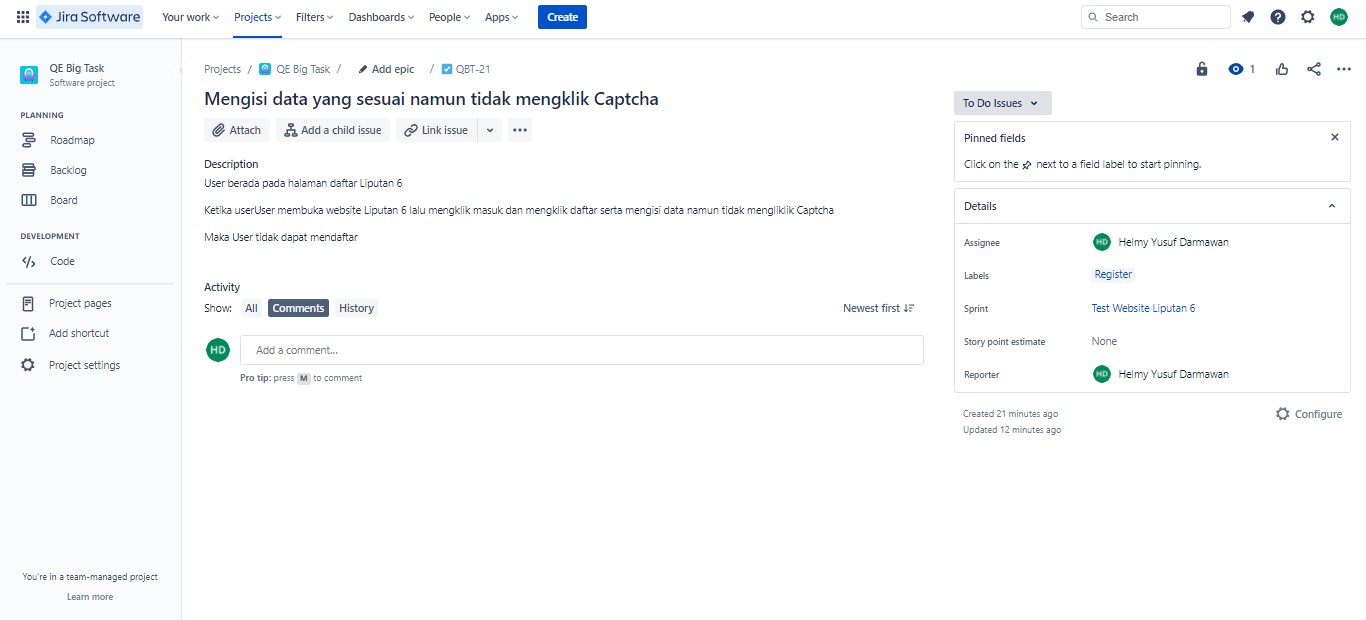 Jira Software Your work Projects Filters Dashboards People Apps Create Search HD
QE Big Task
Software project
PLANNING
Roadmap
Backlog
Board
DEVELOPMENT
Code
Project pages
Add shortcut
Project settings
You're in a team-managed project
Learn more
Projects / QE Big Task / Add epic / QBT-21
1
Mengisi data yang sesuai namun tidak mengklik Captcha
Attach Add a child issue Link issue
Description
User berada pada halaman daftar Liputan 6
Ketika userUser membuka website Liputan 6 lalu mengklik masuk dan mengklik daftar serta mengisi data namun tidak mengliklik Captcha
Maka User tidak dapat mendaftar
Activity
Show: All Comments History Newest first
HD Add a comment...
Pro tip: press M to comment
To Do Issues
Pinned fields
Click on the next to a field label to start pinning.
Details
Assignee HD Helmy Yusuf Darmawan
Labels Register
Sprint Test Website Liputan 6
Story point estimate None
Reporter HD Helmy Yusuf Darmawan
Created 21 minutes ago Configure
Updated 12 minutes ago